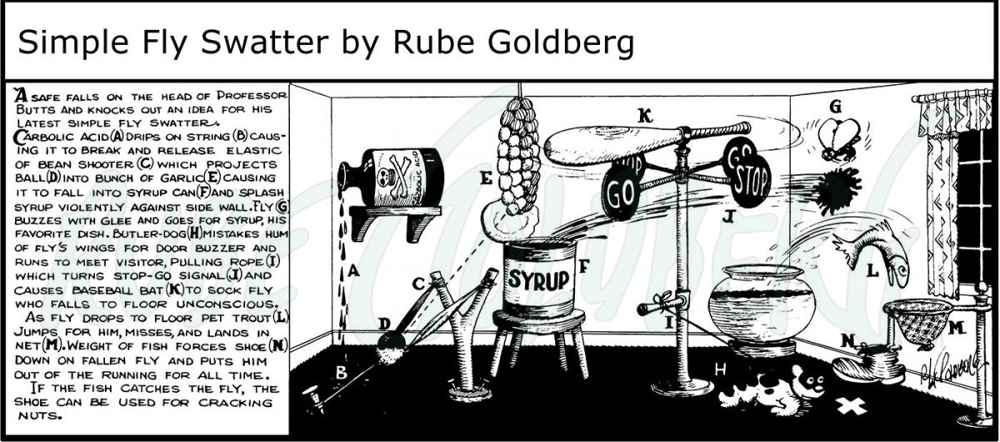 Simple Fly Swatter by Rube Goldberg
A SAFE FALLS ON THE HEAD OF PROFESSOR
BUTTS AND KNOCKS OUT AN IDEA FOR HIS
LATEST SIMPLE FLY SWATTER.
CARBOLIC ACID (A) DRIPS ON STRING (B) CAUS-
ING IT TO BREAK AND RELEASE ELASTIC
OF BEAN SHOOTER (C) WHICH PROJECTS
BALL (D) INTO BUNCH OF GARLIC (E) CAUSING
IT TO FALL INTO SYRUP CAN (F) AND SPLASH
SYRUP VIOLENTLY AGAINST SIDE WALL. FLY (G)
BUZZES WITH GLEE AND GOES FOR SYRUP, HIS
FAVORITE DISH. BUTLER-DOG (H) MISTAKES HUM
OF FLY'S WINGS FOR DOOR BUZZER AND
RUNS TO MEET VISITOR, PULLING ROPE (I)
WHICH TURNS STOP-GO SIGNAL (I) AND
CAUSES BASEBALL BAT (K) TO SOCK FLY
WHO FALLS TO FLOOR UNCONSCIOUS.
AS FLY DROPS TO FLOOR PET TROUT (L)
JUMPS FOR HIM, MISSES, AND LANDS IN
NET (M). WEIGHT OF FISH FORCES SHOE (N)
DOWN ON FALLEN FLY AND PUTS HIM
OUT OF THE RUNNING FOR ALL TIME.
IF THE FISH CATCHES THE FLY, THE
SHOE CAN BE USED FOR CRACKING
NUTS.
K
G
CARBOLIC ACID
E
GO
GO
STOP
J
A
F
SYRUP
C
L
D
I
M
N
B
H